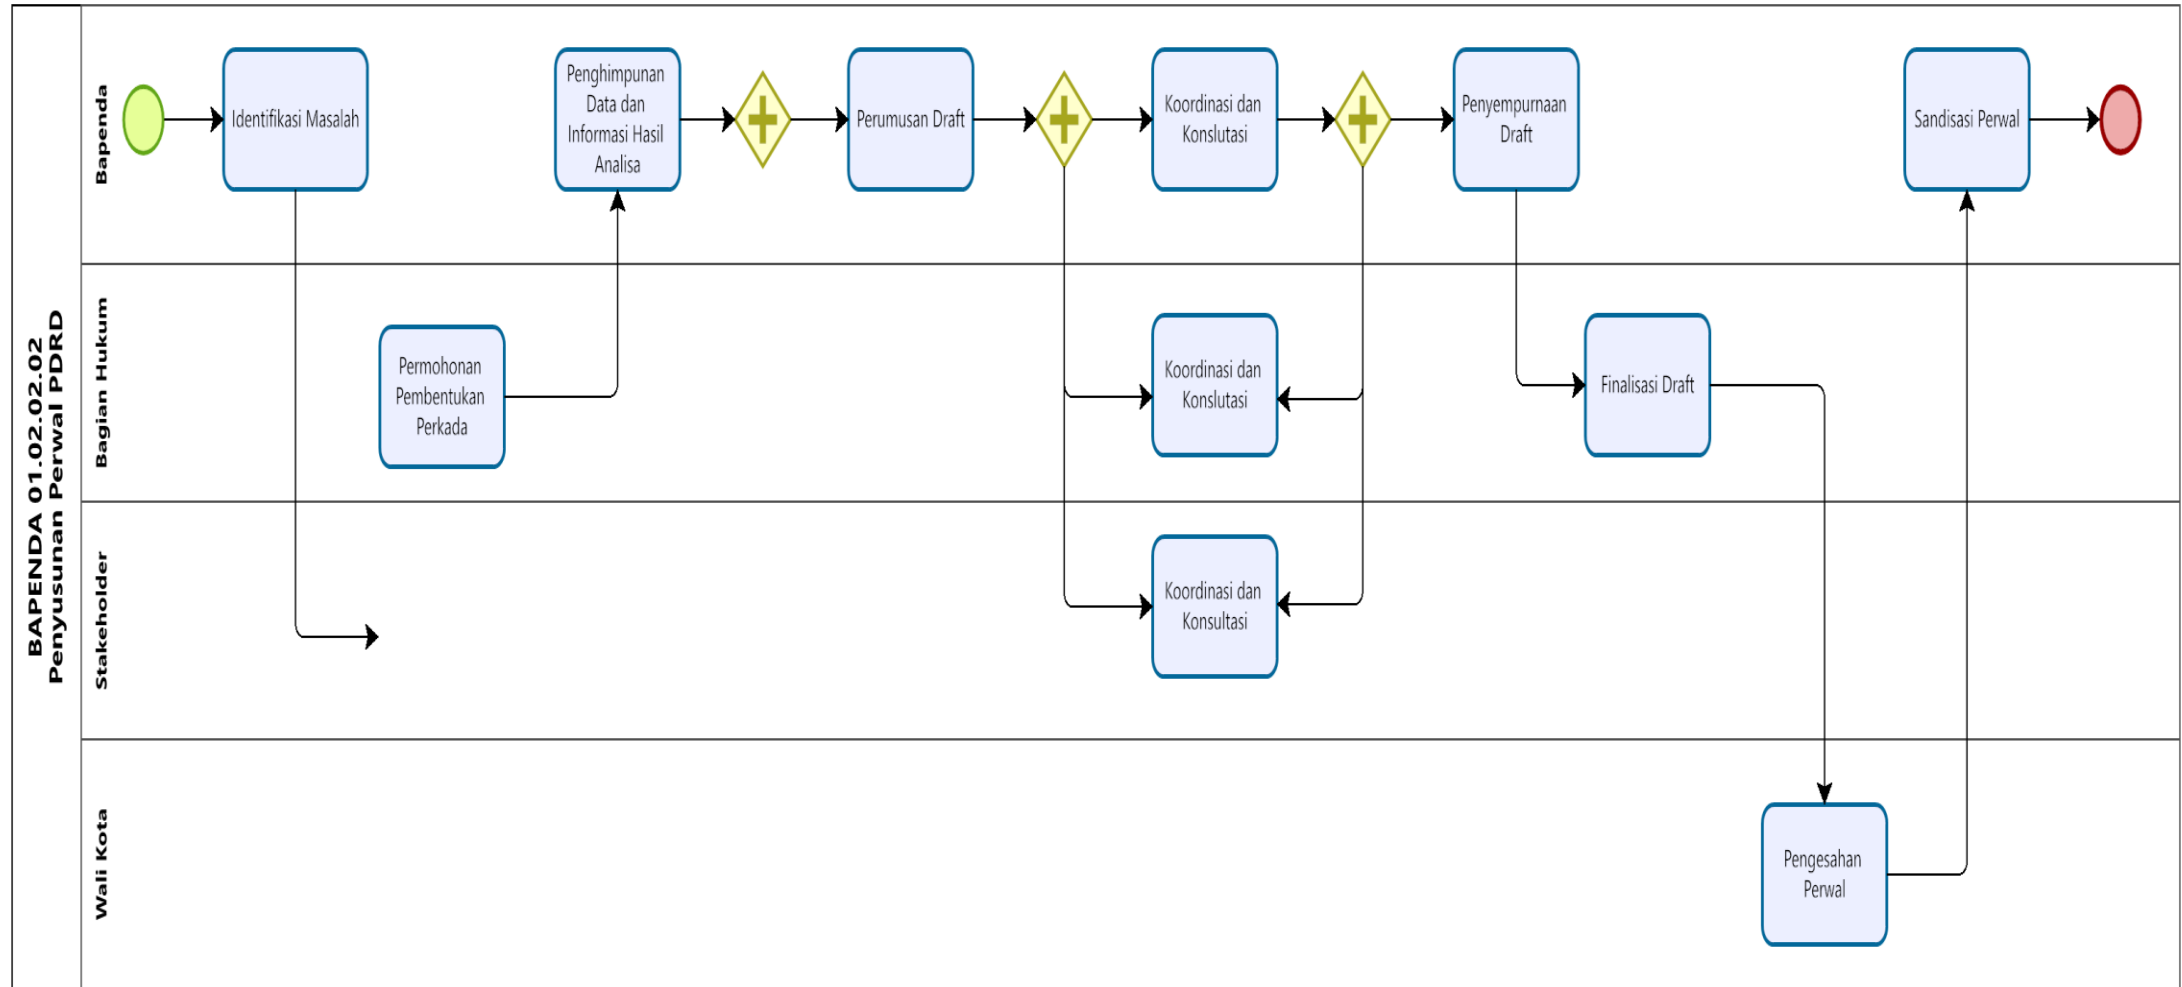 BAPENDA 01.02.02.02.02
Penyusunan Perwal PDRD
Bapenda
Identifikasi Masalah
Penghimpunan
Data dan
Informasi Hasil
Analisa
Perumusan Draft
Koordinasi dan
Konslutasi
Penyempurnaan
Draft
Sandisasi Perwal
Bagian Hukum
Permohonan
Pembentukan
Perkada
Koordinasi dan
Konslutasi
Finalisasi Draft
Stakeholder
Koordinasi dan
Konsultasi
Wali Kota
Pengesahan
Perwal